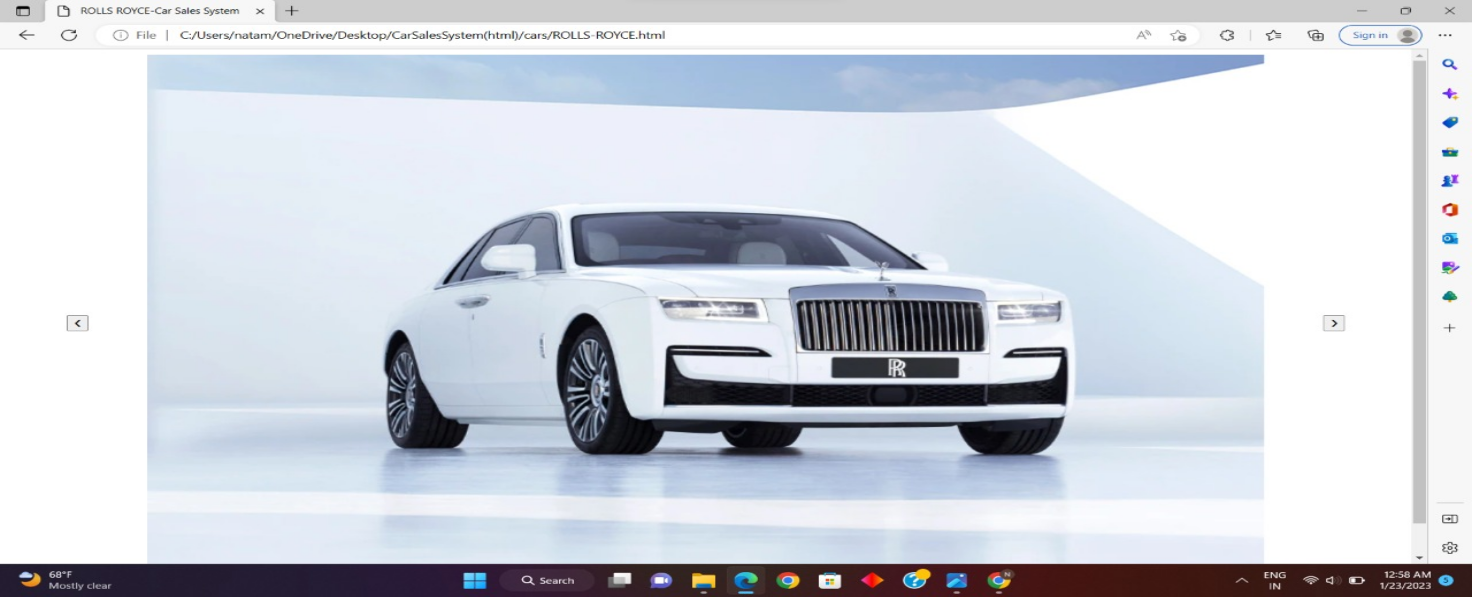 ROLLS ROYCE-Car Sales System
File | C:/Users/natam/OneDrive/Desktop/CarSalesSystem(html)/cars/ROLLS-ROYCE.html
Sign in
RR
68°F
Mostly clear
Search
N
ENG
IN
12:58 AM
1/23/2023
5